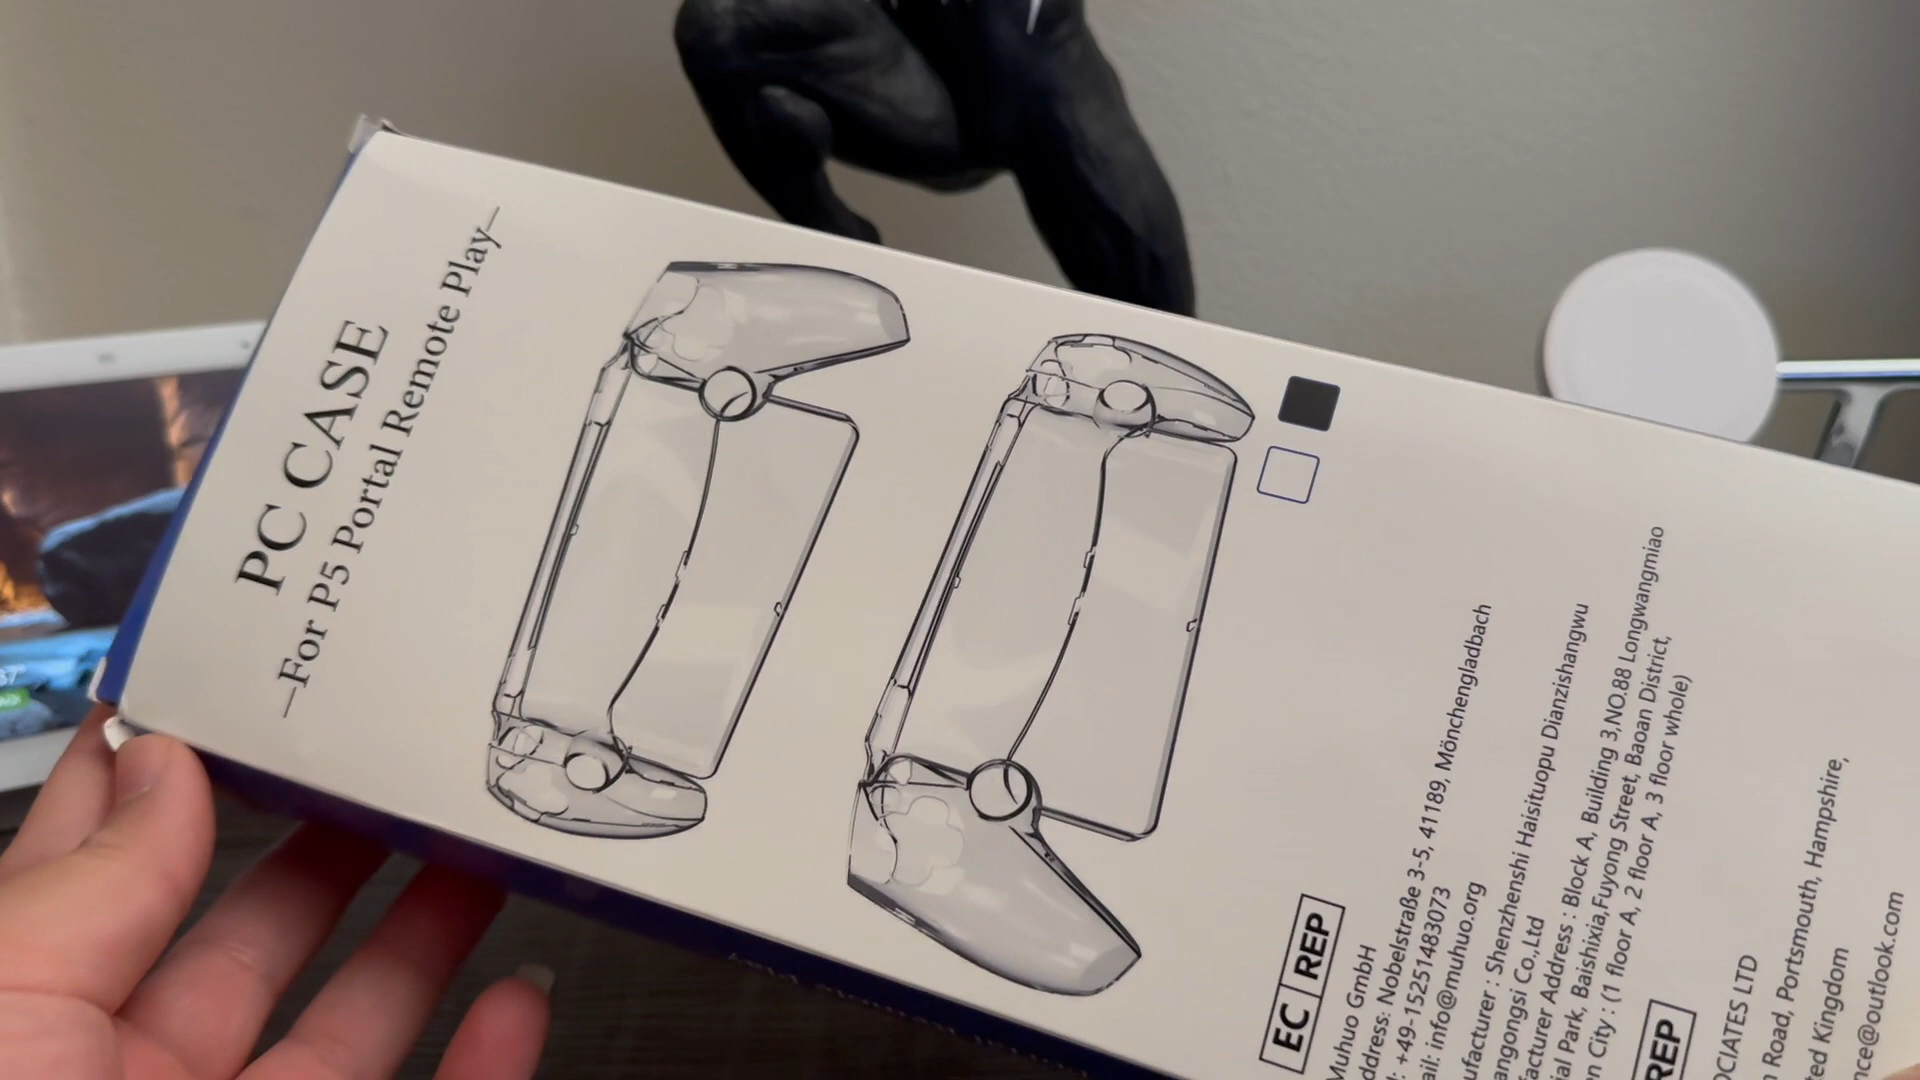 PC CASE
—For P5 Portal Remote Play—
EC REP
Muhuo GmbH
ddress: Nobelstraße 3-5, 41189, Mönchengladbach
: +49-15251483073
ail: info@muhuo.org
ufacturer : Shenzhenshi Haisituopu Dianzishangwu
angongsi Co.,Ltd
facturer Address : Block A, Building 3,NO.88 Longwangmiao
ial Park, Baishixia,Fuyong Street, Baoan District,
n City : (1 floor A, 2 floor A, 3 floor whole)
REP
OCIATES LTD
n Road, Portsmouth, Hampshire,
ted Kingdom
nce@outlook.com